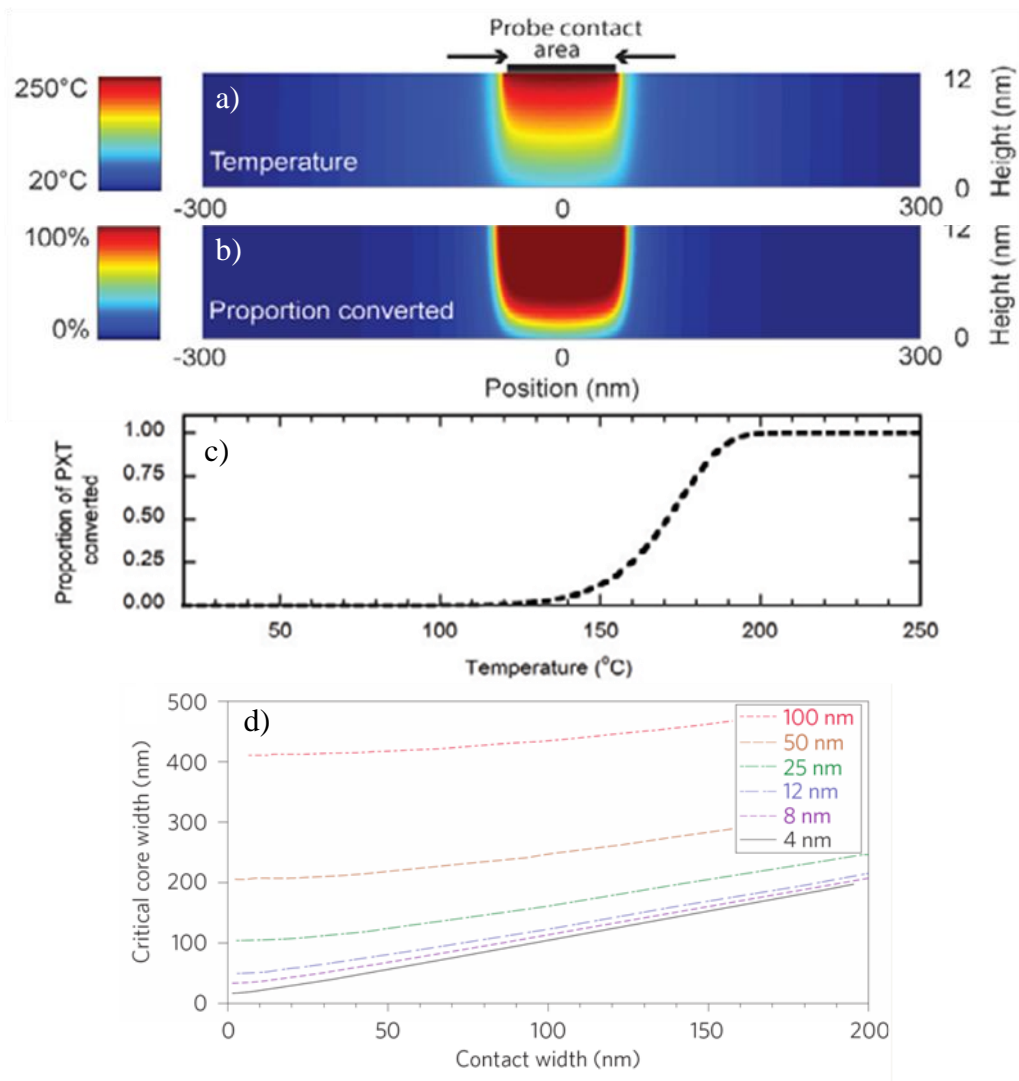 Probe contact
area
250°C
20°C
a)
Temperature
12
0
Height (nm)
-300
0
300
100%
0%
b)
Proportion converted
12
0
Height (nm
-300
0
300
Position (nm)
c)
1.00
0.75
0.50
0.25
0.00
Proportion of PXT
converted
50
100
150
200
250
Temperature (°C)
d)
500
400
300
200
100
0
Critical core width (nm)
100 nm
50 nm
25 nm
12 nm
8 nm
4 nm
0
50
100
150
200
Contact width (nm)